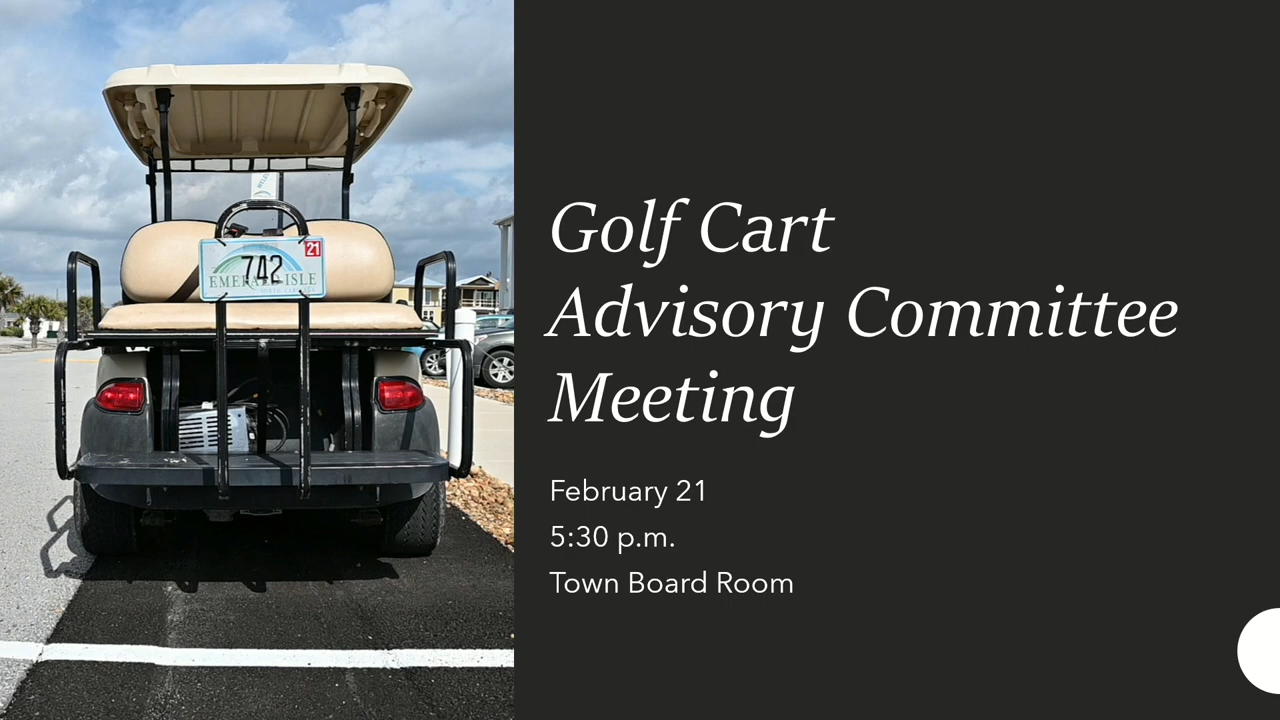 21
742
EMERALD ISLE
Golf Cart
Advisory Committee
Meeting
February 21
5:30 p.m.
Town Board Room